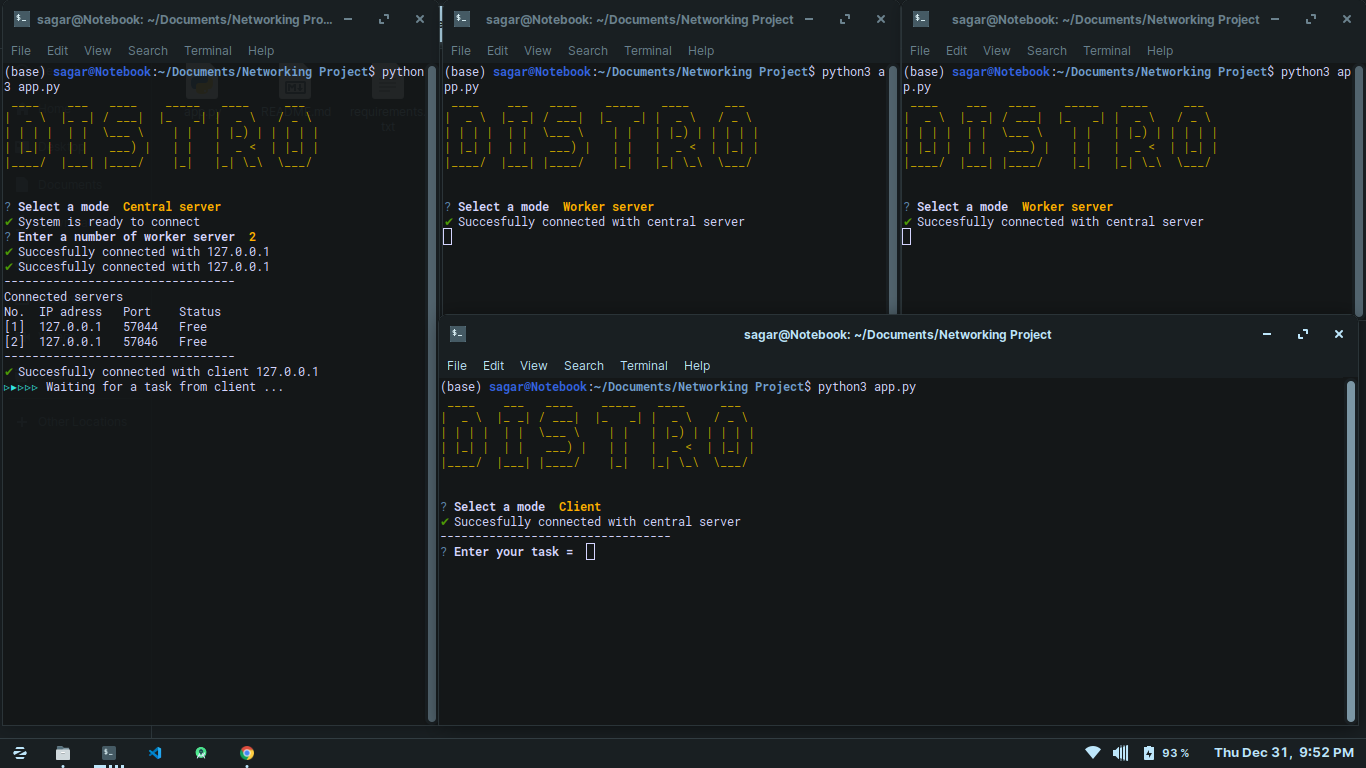 sagar@Notebook: ~/Documents/Networking Pro...
File Edit View Search Terminal Help
(base) sagar@Notebook:~/Documents/Networking Project$ python
3 app.py
DISTRO
? Select a mode  Central server
✔ System is ready to connect
? Enter a number of worker server  2
✔ Succesfully connected with 127.0.0.1
✔ Succesfully connected with 127.0.0.1
---------------------------------
Connected servers
No.  IP adress   Port    Status
[1]  127.0.0.1   57044   Free
[2]  127.0.0.1   57046   Free
---------------------------------
✔ Succesfully connected with client 127.0.0.1
▹▸▹▹▹ Waiting for a task from client ...
sagar@Notebook: ~/Documents/Networking Project
File Edit View Search Terminal Help
(base) sagar@Notebook:~/Documents/Networking Project$ python3 a
pp.py
DISTRO
? Select a mode  Worker server
✔ Succesfully connected with central server
sagar@Notebook: ~/Documents/Networking Project
File Edit View Search Terminal Help
(base) sagar@Notebook:~/Documents/Networking Project$ python3 ap
p.py
DISTRO
? Select a mode  Worker server
✔ Succesfully connected with central server
sagar@Notebook: ~/Documents/Networking Project
File Edit View Search Terminal Help
(base) sagar@Notebook:~/Documents/Networking Project$ python3 app.py
DISTRO
? Select a mode  Client
✔ Succesfully connected with central server
---------------------------------
? Enter your task =
93 %
Thu Dec 31, 9:52 PM